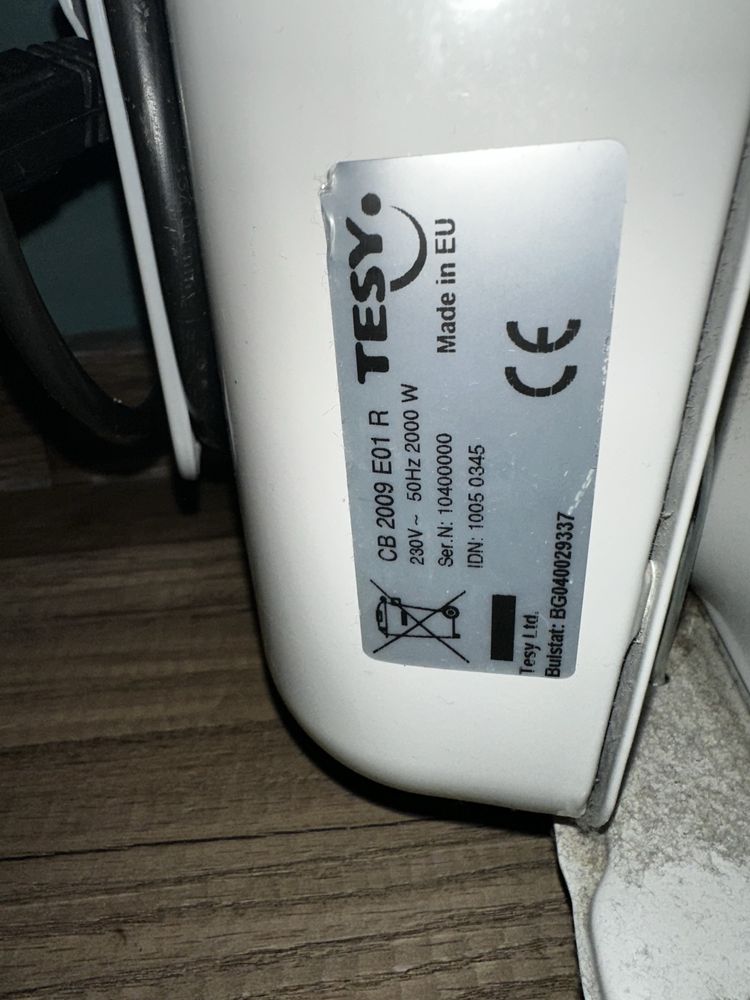 TESY
Made in EU
CE
CB 2009 E01 R
230V~ 50Hz 2000 W
Ser.N: 10400000
IDN: 1005 0345
Tesy Ltd.
Bulstat: BG040029337